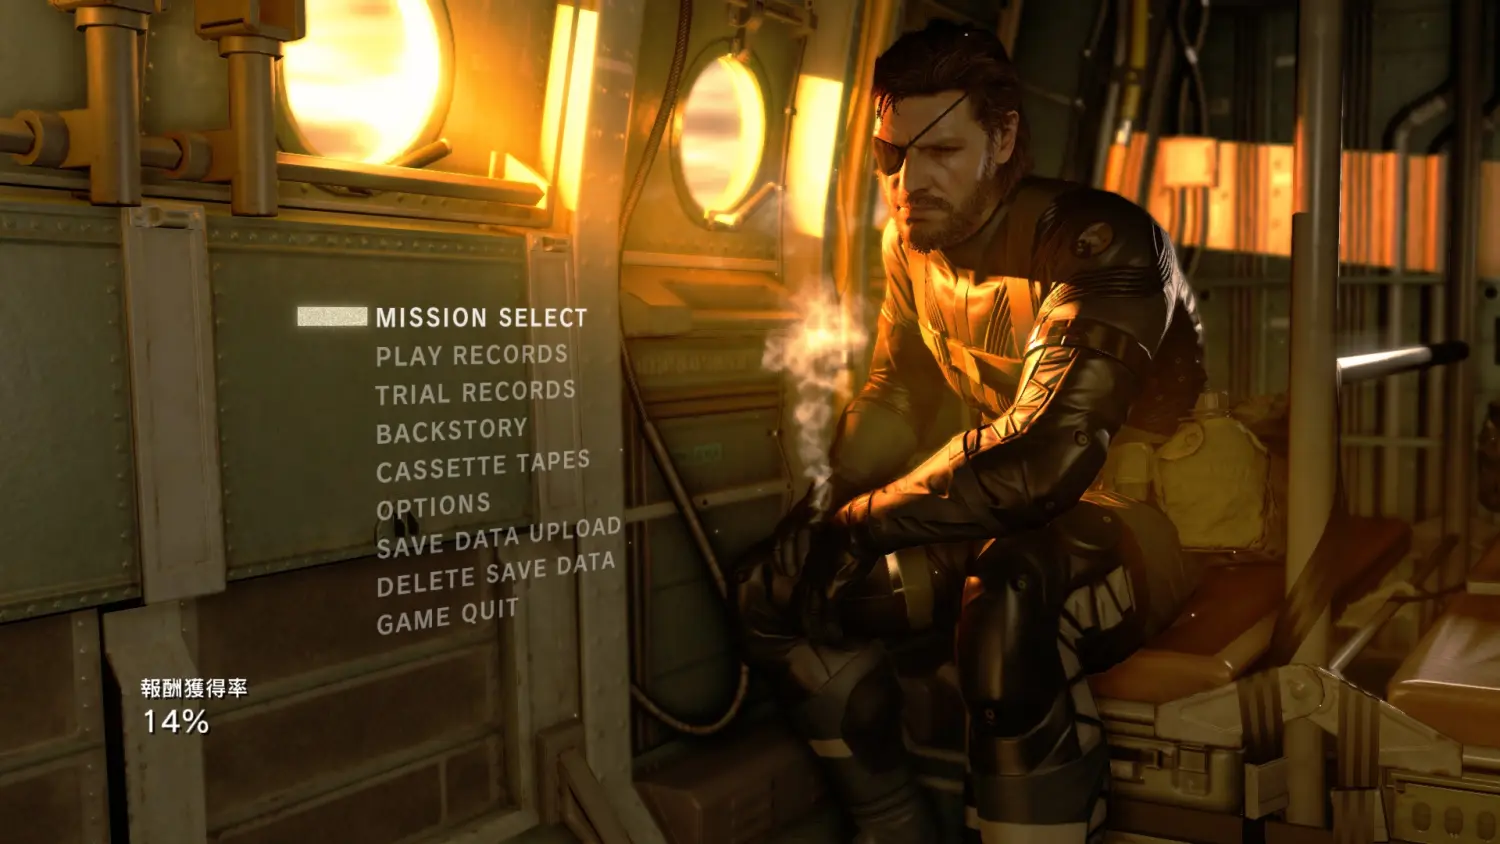 MISSION SELECT
PLAY RECORDS
TRIAL RECORDS
BACKSTORY
CASSETTE TAPES
OPTIONS
SAVE DATA UPLOAD
DELETE SAVE DATA
GAME QUIT
報酬獲得率
14%